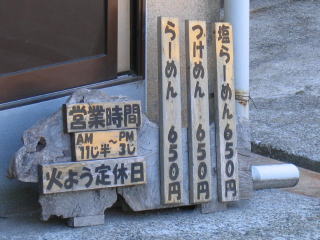 営業時間
AM PM
11じ半〜3じ
火よう定休日
らーめん 650円
つけめん 650円
塩らーめん 650円